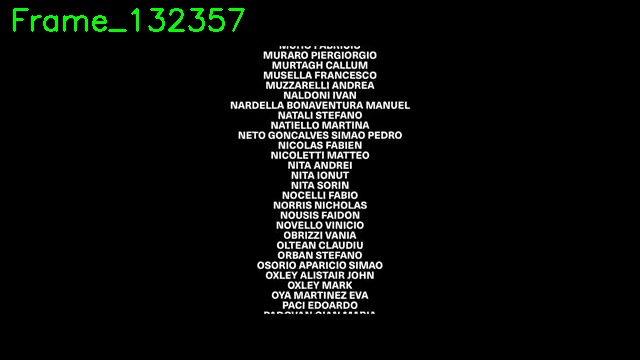 Frame_132357
MURARO PIERGIORGIO
MURTAGH CALLUM
MUSELLA FRANCESCO
MUZZARELLI ANDREA
NALDONI IVAN
NARDELLA BONAVENTURA MANUEL
NATALI STEFANO
NATIELLO MARTINA
NETO GONCALVES SIMAO PEDRO
NICOLAS FABIEN
NICOLETTI MATTEO
NITA ANDREI
NITA IONUT
NITA SORIN
NOCELLI FABIO
NORRIS NICHOLAS
NOUSIS FAIDON
NOVELLO VINICIO
OBRIZZI VANIA
OLTEAN CLAUDIU
ORBAN STEFANO
OSORIO APARICIO SIMAO
OXLEY ALISTAIR JOHN
OXLEY MARK
OYA MARTINEZ EVA
PACI EDOARDO